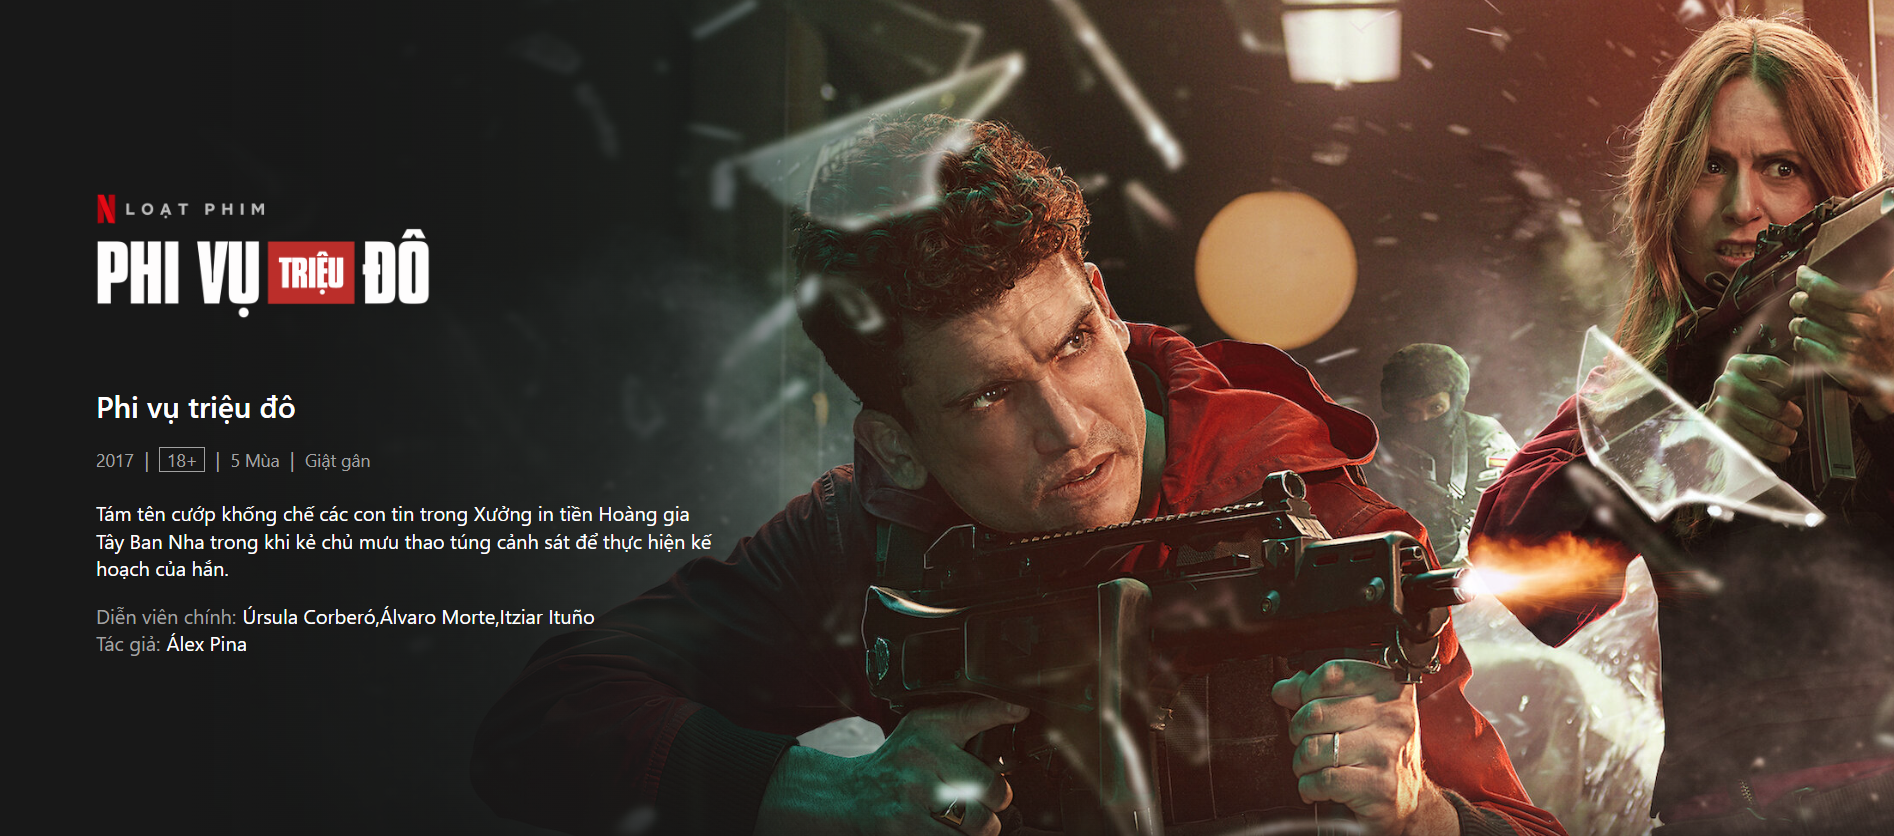 N LOẠT PHIM
PHI VỤ TRIỆU ĐÔ
Phi vụ triệu đô
2017 | 18+ | 5 Mùa | Giật gân
Tám tên cướp khống chế các con tin trong Xưởng in tiền Hoàng gia
Tây Ban Nha trong khi kẻ chủ mưu thao túng cảnh sát để thực hiện kế
hoạch của hắn.
Diễn viên chính: Úrsula Corberó,Álvaro Morte,Itziar Ituño
Tác giả: Álex Pina